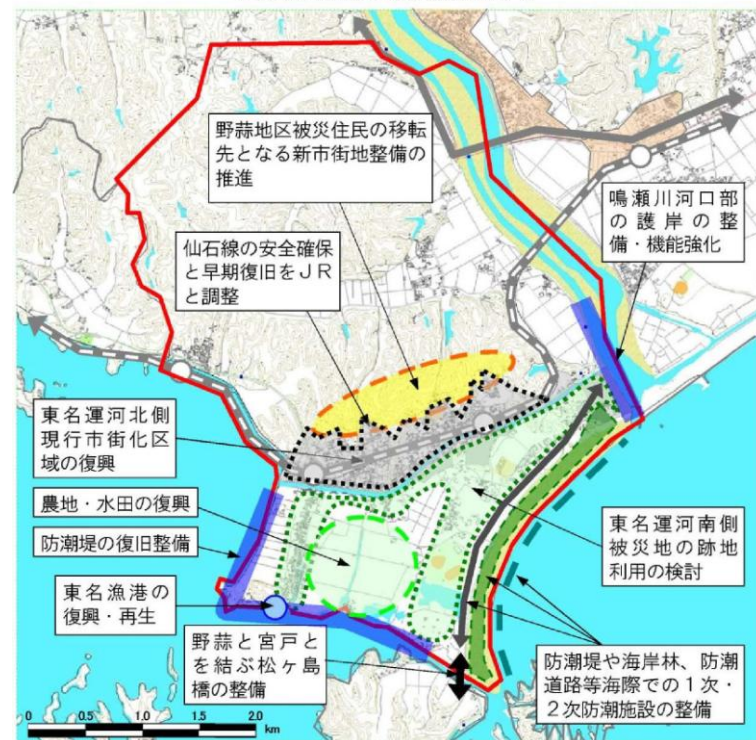 野蒜地区被災住民の移転
先となる新市街地整備の
推進
鳴瀬川河口部
の護岸の整
備・機能強化
仙石線の安全確保
と早期復旧をＪＲ
と調整
東名運河北側
現行市街化区
域の復興
農地・水田の復興
防潮堤の復旧整備
東名運河南側
被災地の跡地
利用の検討
東名漁港の
復興・再生
野蒜と宮戸と
を結ぶ松ヶ島
橋の整備
防潮堤や海岸林、防潮
道路等海際での１次・
２次防潮施設の整備
0 0.5 1.0 1.5 2.0
km